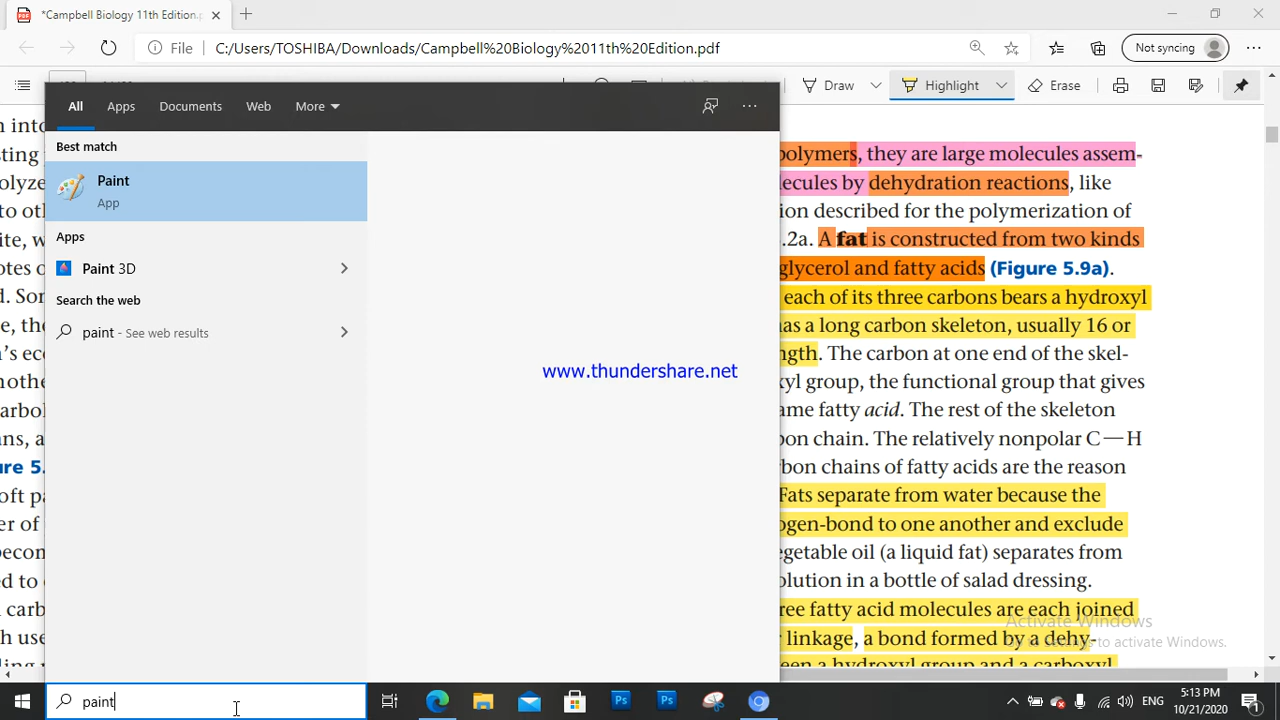 *Campbell Biology 11th Edition.p
File
C:/Users/TOSHIBA/Downloads/Campbell%20Biology%2011th%20Edition.pdf
Not syncing
Draw
Highlight
Erase
All
Apps
Documents
Web
More
Best match
Paint
App
Apps
Paint 3D
Search the web
paint - See web results
www.thundershare.net
polymers, they are large molecules assem-
lecules by dehydration reactions, like
ion described for the polymerization of
.2a. A fat is constructed from two kinds
glycerol and fatty acids (Figure 5.9a).
each of its three carbons bears a hydroxyl
as a long carbon skeleton, usually 16 or
ngth. The carbon at one end of the skel-
xyl group, the functional group that gives
ame fatty acid. The rest of the skeleton
bon chain. The relatively nonpolar C—H
rbon chains of fatty acids are the reason
Fats separate from water because the
ogen-bond to one another and exclude
egetable oil (a liquid fat) separates from
olution in a bottle of salad dressing.
ree fatty acid molecules are each joined
r linkage, a bond formed by a dehy-
een a hydroxyl group and a carboxyl
Activate Windows
to activate Windows.
paint
ENG
5:13 PM
10/21/2020